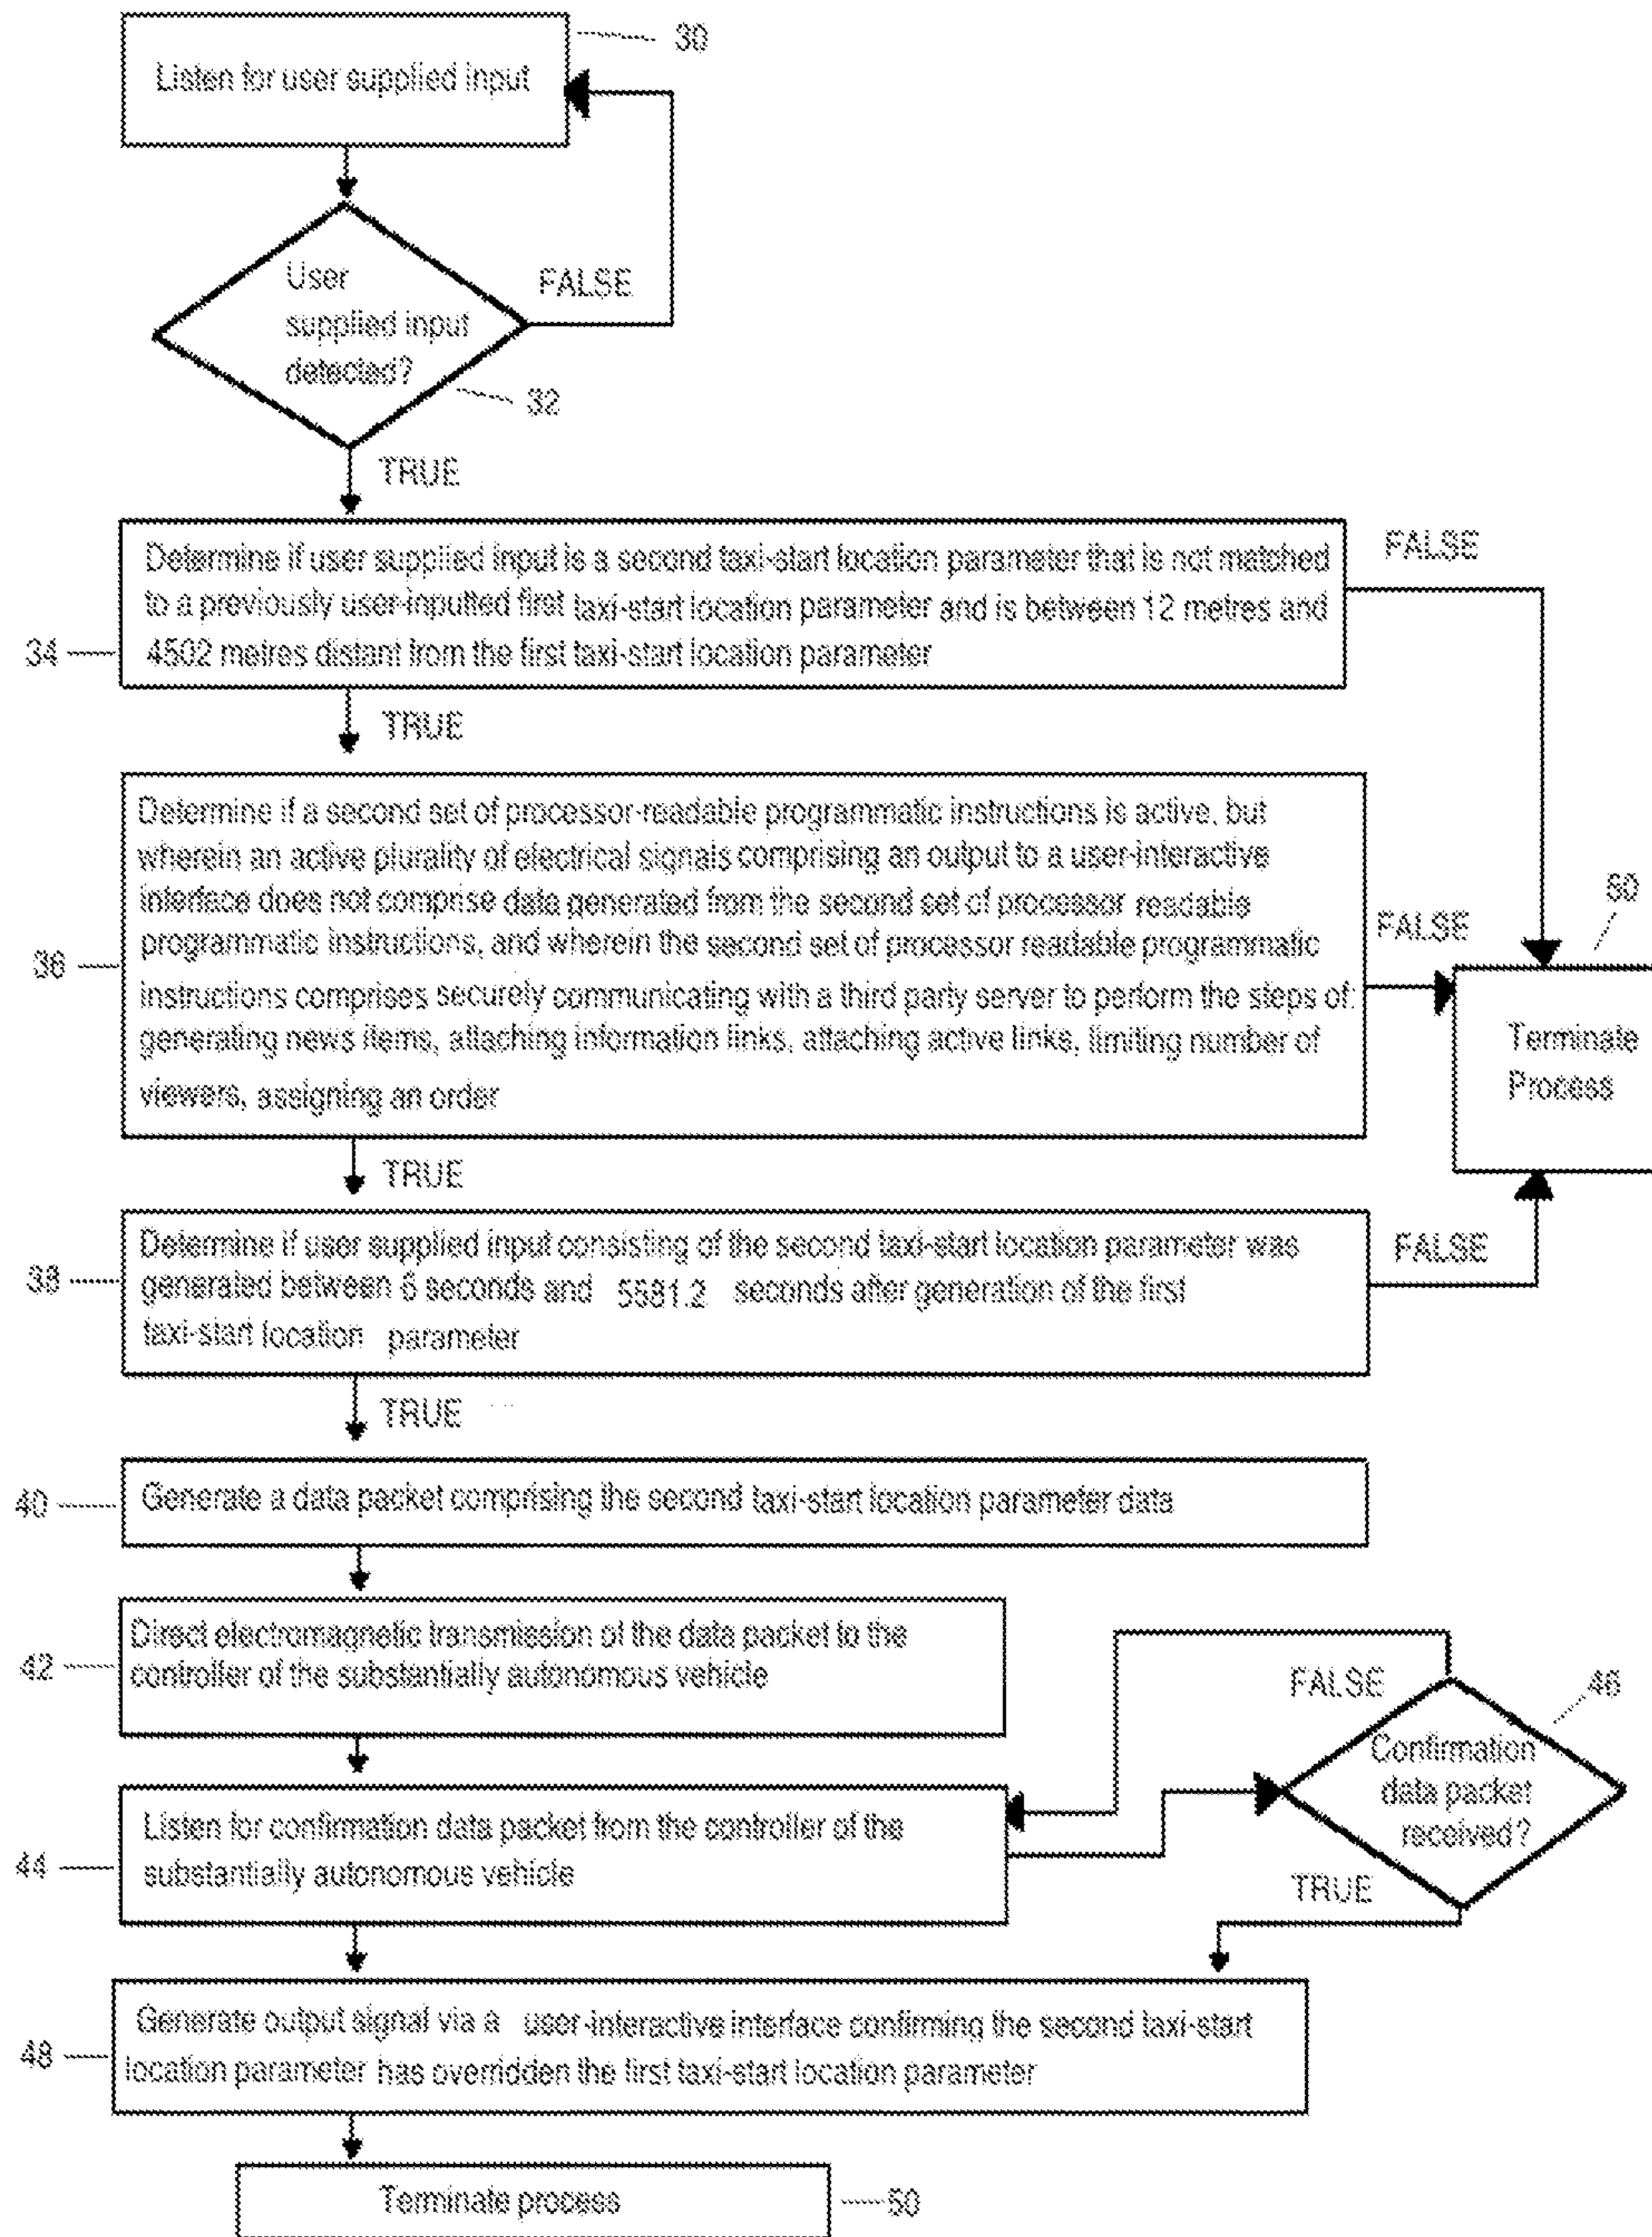 30
Listen for user supplied input
User
supplied input
detected?
FALSE
32
TRUE
Determine if user supplied input is a second taxi-start location parameter that is not matched
to a previously user-inputted first taxi-start location parameter and is between 12 metres and
4502 metres distant from the first taxi-start location parameter
34
FALSE
TRUE
Determine if a second set of processor-readable programmatic instructions is active, but
wherein an active plurality of electrical signals comprising an output to a user-interactive
interface does not comprise data generated from the second set of processor readable
programmatic instructions, and wherein the second set of processor readable programmatic
instructions comprises securely communicating with a third party server to perform the steps of:
generating news items, attaching information links, attaching active links, limiting number of
viewers, assigning an order
36
FALSE
50
Terminate
Process
TRUE
Determine if user supplied input consisting of the second taxi-start location parameter was
generated between 6 seconds and 5581.2 seconds after generation of the first
taxi-start location parameter
38
FALSE
TRUE
40
Generate a data packet comprising the second taxi-start location parameter data
Direct electromagnetic transmission of the data packet to the
controller of the substantially autonomous vehicle
42
FALSE
46
Confirmation
data packet
received?
Listen for confirmation data packet from the controller of the
substantially autonomous vehicle
44
TRUE
Generate output signal via a user-interactive interface confirming the second taxi-start
location parameter has overridden the first taxi-start location parameter
48
Terminate process
50